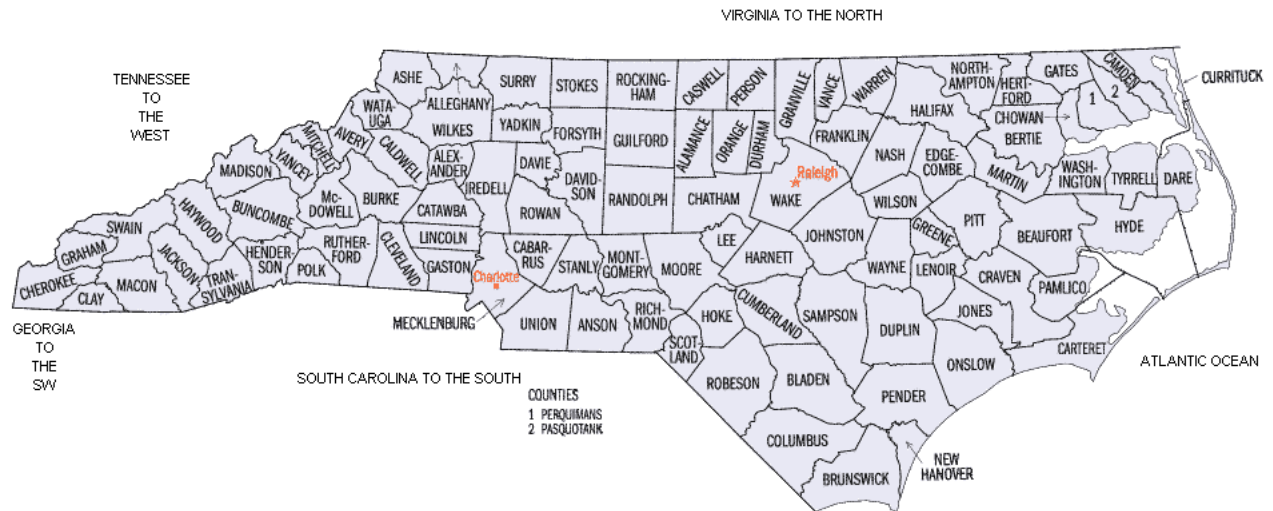 VIRGINIA TO THE NORTH
TENNESSEE
TO
THE
WEST
ASHE
ALLEGHANY
SURRY
STOKES
ROCKING-
HAM
CASWELL
PERSON
GRANVILLE
VANCE
WARREN
NORTH-
AMPTON
HERT-
FORD
GATES
CAMDEN
CURRITUCK
WATA-
UGA
WILKES
YADKIN
FORSYTH
GUILFORD
ALAMANCE
ORANGE
DURHAM
FRANKLIN
HALIFAX
CHOWAN
BERTIE
1
2
MITCHELL
AVERY
CALDWELL
ALEX-
ANDER
DAVIE
NASH
EDGE-
COMBE
MARTIN
WASH-
INGTON
TYRRELL
DARE
MADISON
YANCEY
IREDELL
DAVID-
SON
RANDOLPH
CHATHAM
Raleigh
WAKE
WILSON
PITT
BEAUFORT
HYDE
McDOWELL
BURKE
CATAWBA
ROWAN
HAYWOOD
BUNCOMBE
SWAIN
GRAHAM
JACKSON
HENDER-
SON
RUTHER-
FORD
CLEVELAND
LINCOLN
CABAR-
RUS
STANLY
MONT-
GOMERY
MOORE
LEE
HARNETT
JOHNSTON
GREENE
WAYNE
LENOIR
CRAVEN
PAMLICO
CHEROKEE
CLAY
MACON
TRAN-
SYLVANIA
POLK
GASTON
Charlotte
MECKLENBURG
UNION
ANSON
RICH-
MOND
SCOT-
LAND
HOKE
CUMBERLAND
SAMPSON
DUPLIN
JONES
ONSLOW
CARTERET
GEORGIA
TO
THE
SW
SOUTH CAROLINA TO THE SOUTH
ATLANTIC OCEAN
ROBESON
BLADEN
PENDER
COUNTIES
1 PERQUIMANS
2 PASQUOTANK
COLUMBUS
BRUNSWICK
NEW
HANOVER